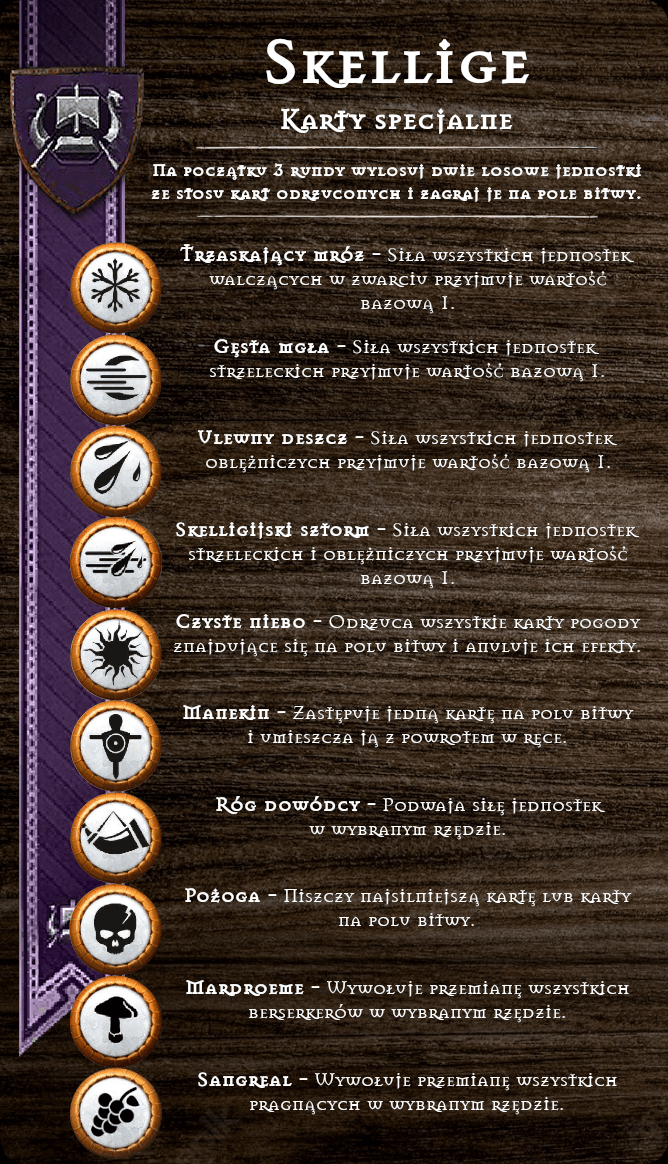 Skellige
Karty specjalne
Na początku 3 rundy wylosuj dwie losowe jednostki
ze stosu kart odrzuconych i zagraj je na pole bitwy.
Trzaskający mróz – Siła wszystkich jednostek
walczących w zwarciu przyjmuje wartość
bazową 1.
Gęsta mgła – Siła wszystkich jednostek
strzeleckich przyjmuje wartość bazową 1.
Ulewny deszcz – Siła wszystkich jednostek
oblężniczych przyjmuje wartość bazową 1.
Skelligijski sztorm – Siła wszystkich jednostek
strzeleckich i oblężniczych przyjmuje wartość
bazową 1.
Czyste niebo – Odrzuca wszystkie karty pogody
znajdujące się na polu bitwy i anuluje ich efekty.
Manekin – Zastępuje jedną kartę na polu bitwy
i umieszcza ją z powrotem w ręce.
Róg dowódcy – Podwaja siłę jednostek
w wybranym rzędzie.
Pożoga – Niszczy najsilniejszą kartę lub karty
na polu bitwy.
Mardroeme – Wywołuje przemianę wszystkich
berserkerów w wybranym rzędzie.
Sangreal – Wywołuje przemianę wszystkich
pragnących w wybranym rzędzie.